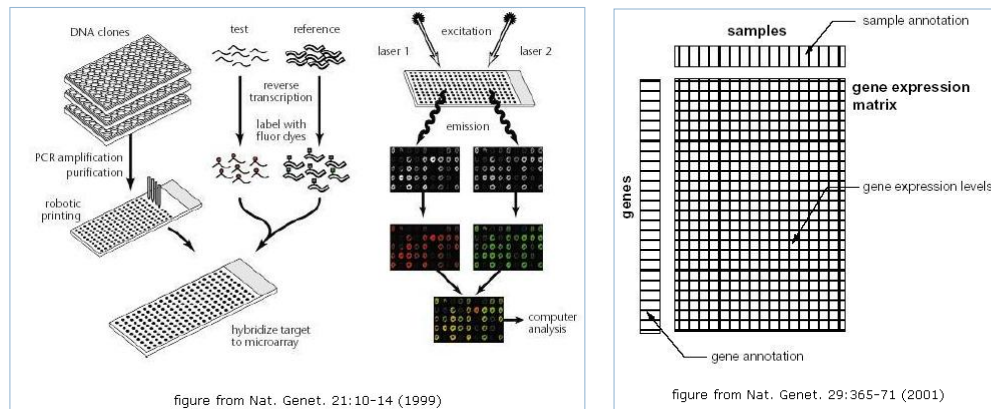 DNA clones
test
reference
reverse
transcription
label with
fluor dyes
PCR amplification
purification
robotic
printing
hybridize target
to microarray
excitation
laser 1
laser 2
emission
computer
analysis
figure from Nat. Genet. 21:10-14 (1999)
sample annotation
samples
gene expression
matrix
genes
gene expression levels
gene annotation
figure from Nat. Genet. 29:365-71 (2001)